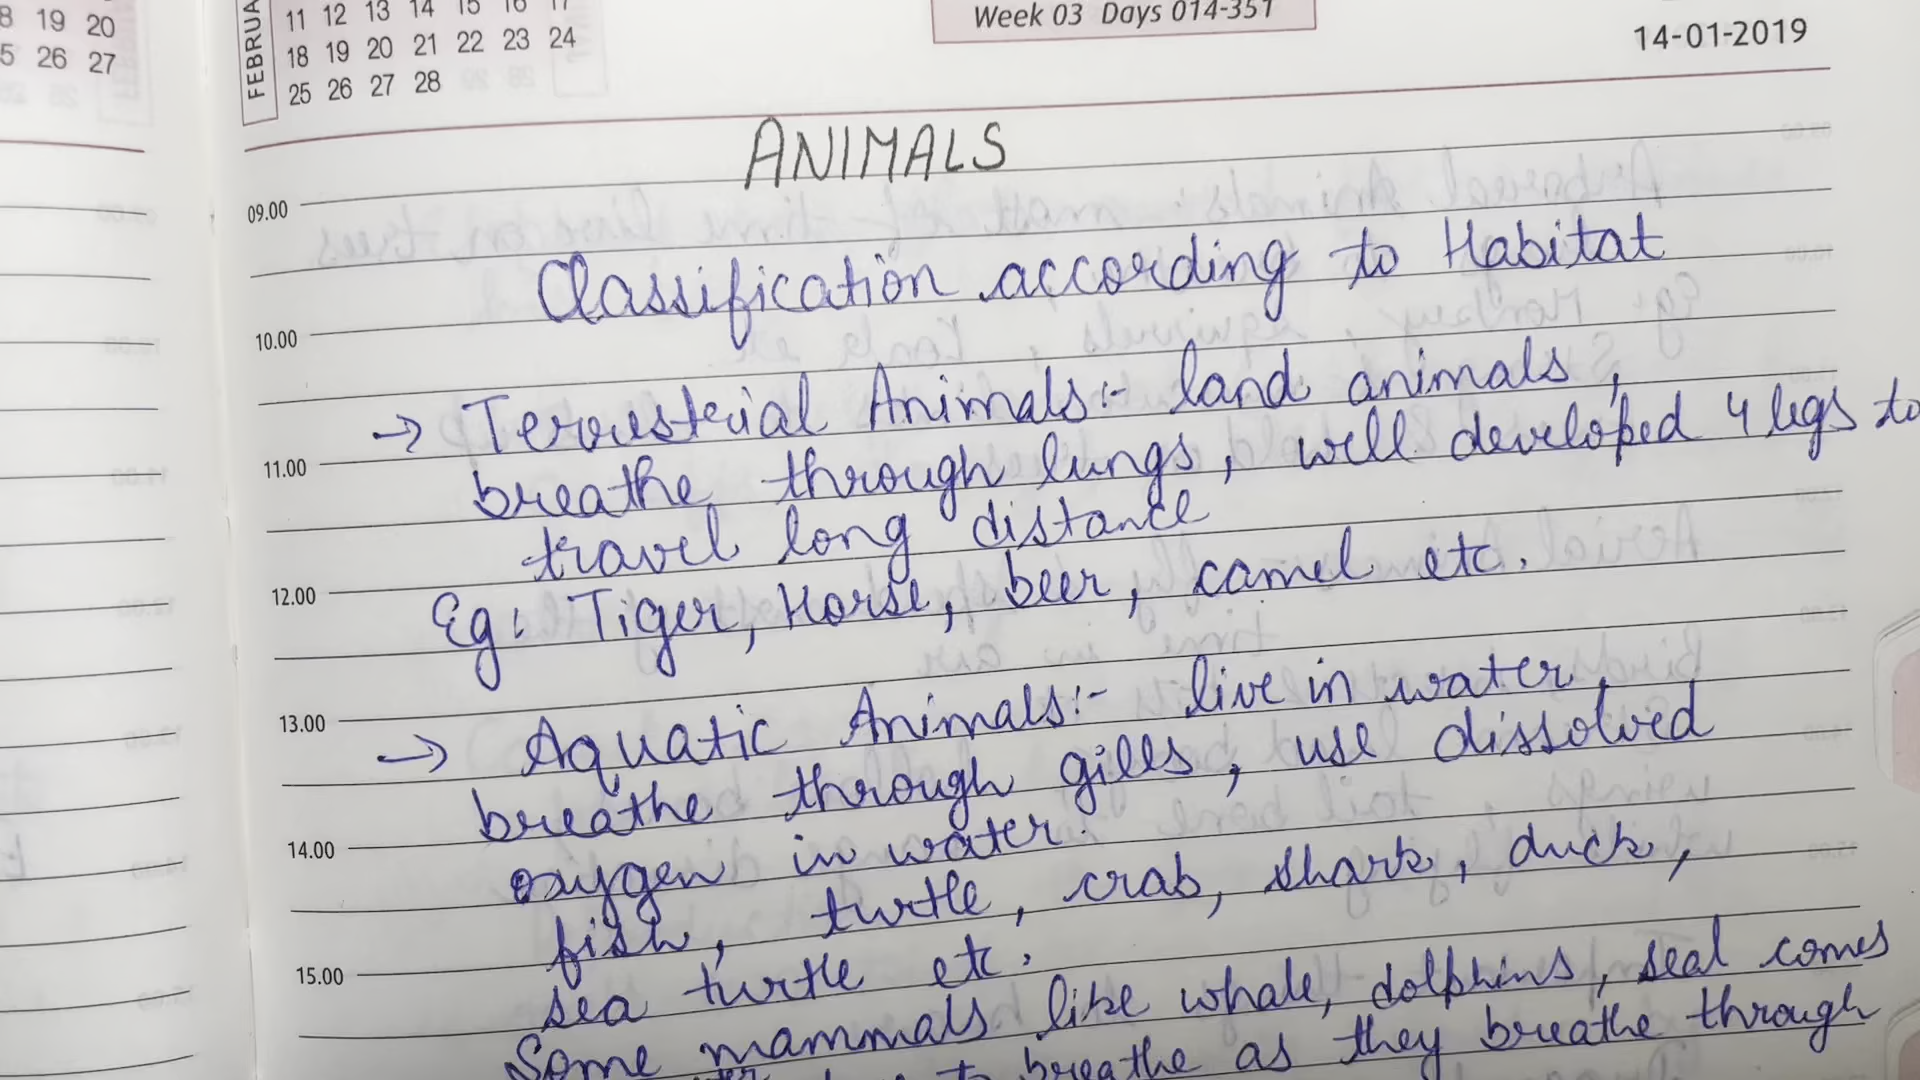 8 19 20
5 26 27
FEBRUA
11 12 13 14 15 16 17
18 19 20 21 22 23 24
25 26 27 28
Week 03 Days 014-351
14-01-2019
ANIMALS
09.00
Classification according to Habitat
10.00
→ Terrusterial Animals:- land animals,
11.00
breathe through lungs, well developed 4 legs to
travel long distance
12.00
Eg: Tiger, Horse, beer, camel etc.
13.00
→ Aquatic Animals:- live in water,
breathe through gills, use dissolved
14.00
oxygen in water.
fish, turtle, crab, shark, duck,
15.00
sea turtle etc.
Some mammals like whale, dolphins, seal comes
to breathe as they breathe through